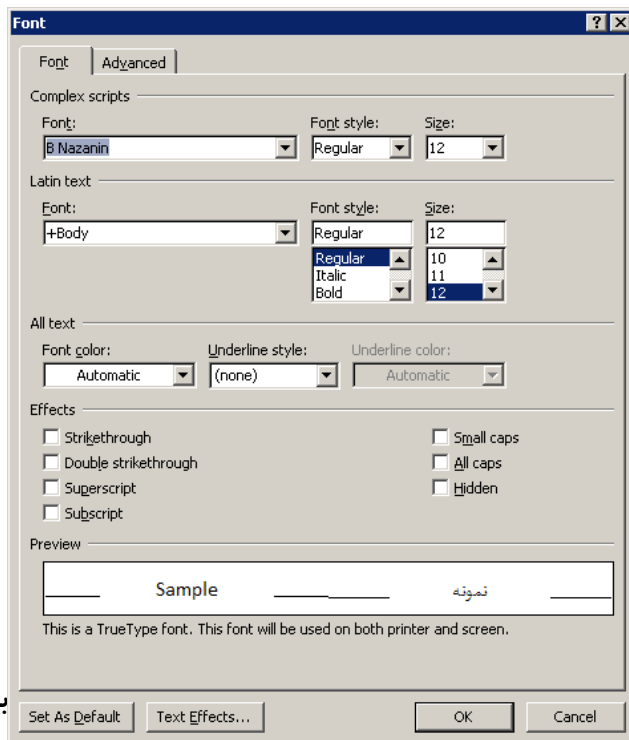 Font
Font Advanced
Complex scripts
Font: Font style: Size:
B Nazanin Regular 12
Latin text
Font: Font style: Size:
+Body Regular 12
Regular 10
Italic 11
Bold 12
All text
Font color: Underline style: Underline color:
Automatic (none) Automatic
Effects
Strikethrough Small caps
Double strikethrough All caps
Superscript Hidden
Subscript
Preview
Sample نمونه
This is a TrueType font. This font will be used on both printer and screen.
Set As Default Text Effects... OK Cancel